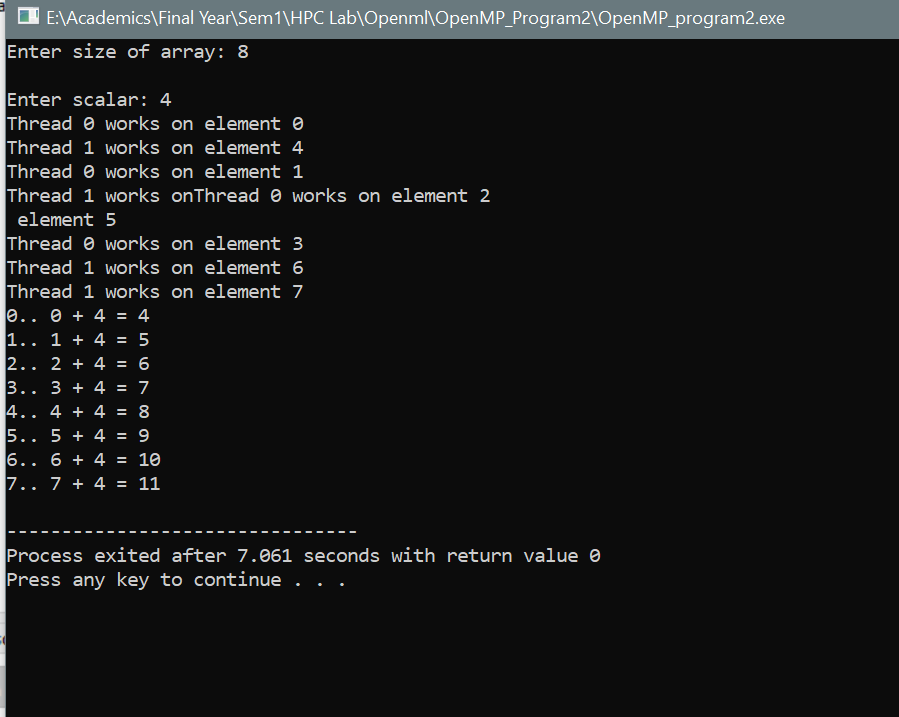 E:\Academics\Final Year\Sem1\HPC Lab\Openml\OpenMP_Program2\OpenMP_program2.exe
Enter size of array: 8
Enter scalar: 4
Thread 0 works on element 0
Thread 1 works on element 4
Thread 0 works on element 1
Thread 1 works onThread 0 works on element 2
 element 5
Thread 0 works on element 3
Thread 1 works on element 6
Thread 1 works on element 7
0.. 0 + 4 = 4
1.. 1 + 4 = 5
2.. 2 + 4 = 6
3.. 3 + 4 = 7
4.. 4 + 4 = 8
5.. 5 + 4 = 9
6.. 6 + 4 = 10
7.. 7 + 4 = 11
--------------------------------
Process exited after 7.061 seconds with return value 0
Press any key to continue . . .